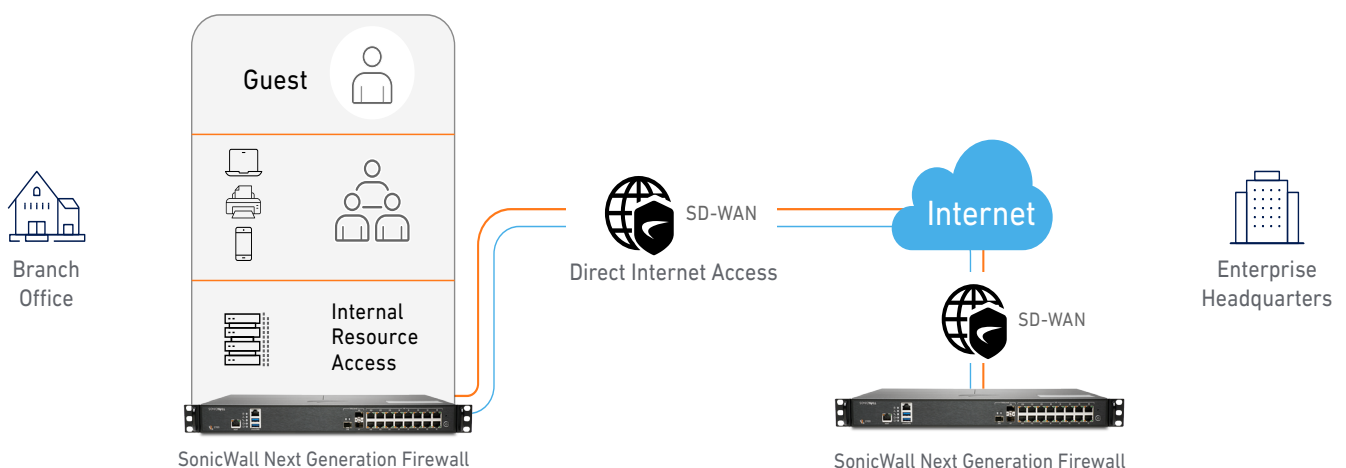 Guest
Internal
Resource
Access
Branch
Office
SD-WAN
Direct Internet Access
Internet
SD-WAN
Enterprise
Headquarters
SonicWall Next Generation Firewall
SonicWall Next Generation Firewall